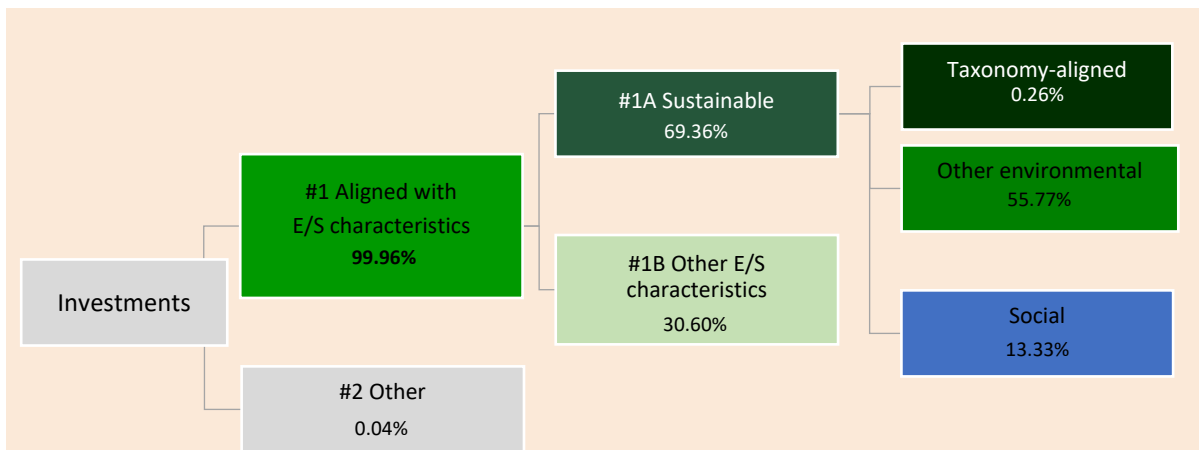 Investments
#1 Aligned with
E/S characteristics
99.96%
#2 Other
0.04%
#1A Sustainable
69.36%
#1B Other E/S
characteristics
30.60%
Taxonomy-aligned
0.26%
Other environmental
55.77%
Social
13.33%